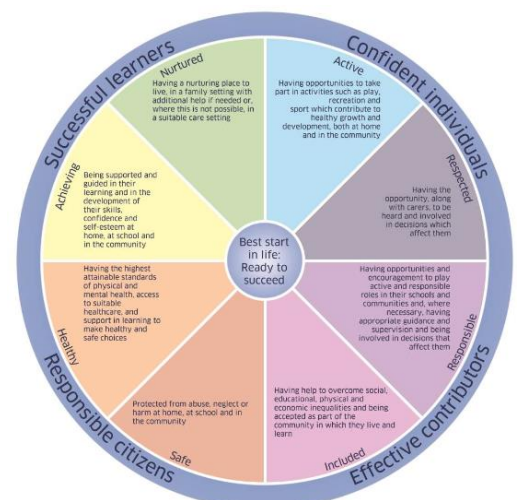 Successful learners
Confident individuals
Nurtured
Having a nurturing place to
live, in a family setting with
additional help if needed or,
where this is not possible, in
a suitable care setting
Active
Having opportunities to take
part in activities such as play,
recreation and
sport which contribute to
healthy growth and
development, both at home
and in the community
Achieving
Being supported and
guided in their
learning and in the
development of
their skills,
confidence and
self-esteem at
home, at school and
in the community
Respected
Having the
opportunity, along
with carers, to be
heard and involved
in decisions which
affect them
Best start
in life:
Ready to
succeed
Healthy
Having the highest
attainable standards
of physical and
mental health, access
to suitable
healthcare, and
support in learning to
make healthy and
safe choices
Responsible
Having opportunities and
encouragement to play
active and responsible
roles in their schools and
communities and, where
necessary, having
appropriate guidance and
supervision and being
involved in decisions that
affect them
Protected from abuse, neglect or
harm at home, at school and in
the community
Safe
Having help to overcome social,
educational, physical and
economic inequalities and being
accepted as part of the
community in which they live and
learn
Included
Responsible citizens
Effective contributors